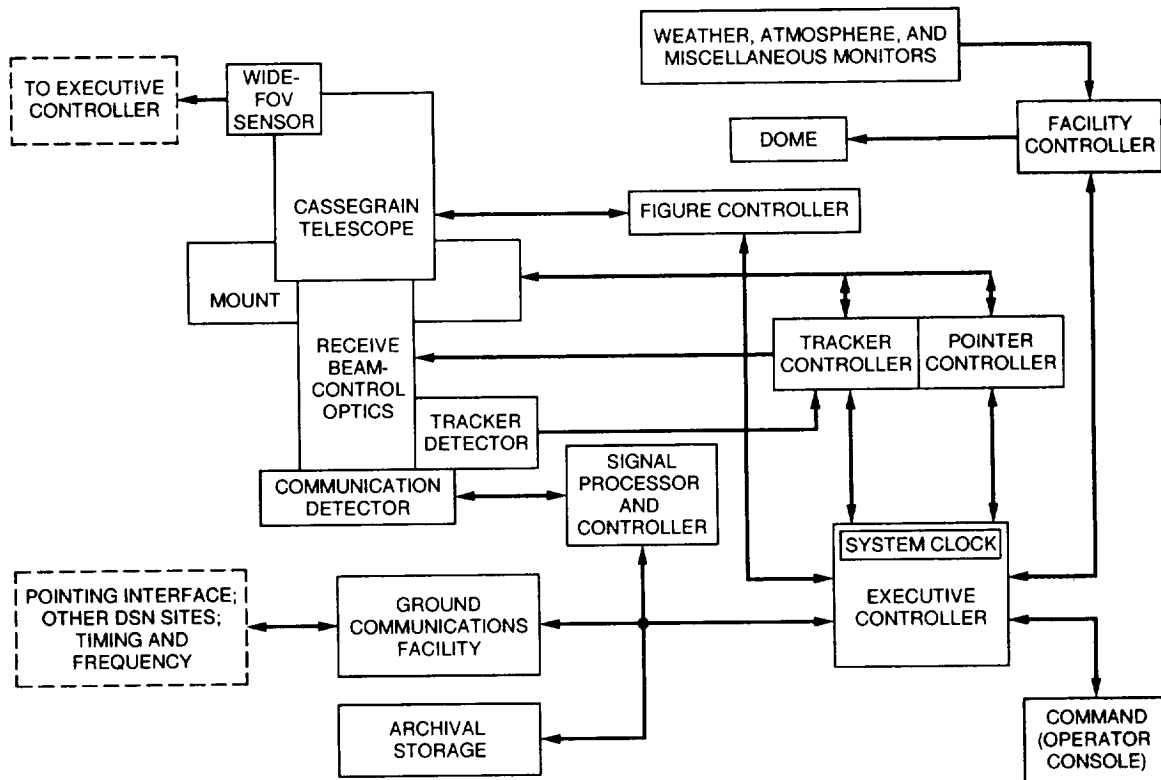 WEATHER, ATMOSPHERE, AND
MISCELLANEOUS MONITORS
TO EXECUTIVE
CONTROLLER
WIDE-
FOV
SENSOR
DOME
FACILITY
CONTROLLER
CASSEGRAIN
TELESCOPE
FIGURE CONTROLLER
MOUNT
RECEIVE
BEAM-
CONTROL
OPTICS
TRACKER
CONTROLLER
POINTER
CONTROLLER
TRACKER
DETECTOR
COMMUNICATION
DETECTOR
SIGNAL
PROCESSOR
AND
CONTROLLER
SYSTEM CLOCK
EXECUTIVE
CONTROLLER
POINTING INTERFACE;
OTHER DSN SITES;
TIMING AND
FREQUENCY
GROUND
COMMUNICATIONS
FACILITY
ARCHIVAL
STORAGE
COMMAND
(OPERATOR
CONSOLE)